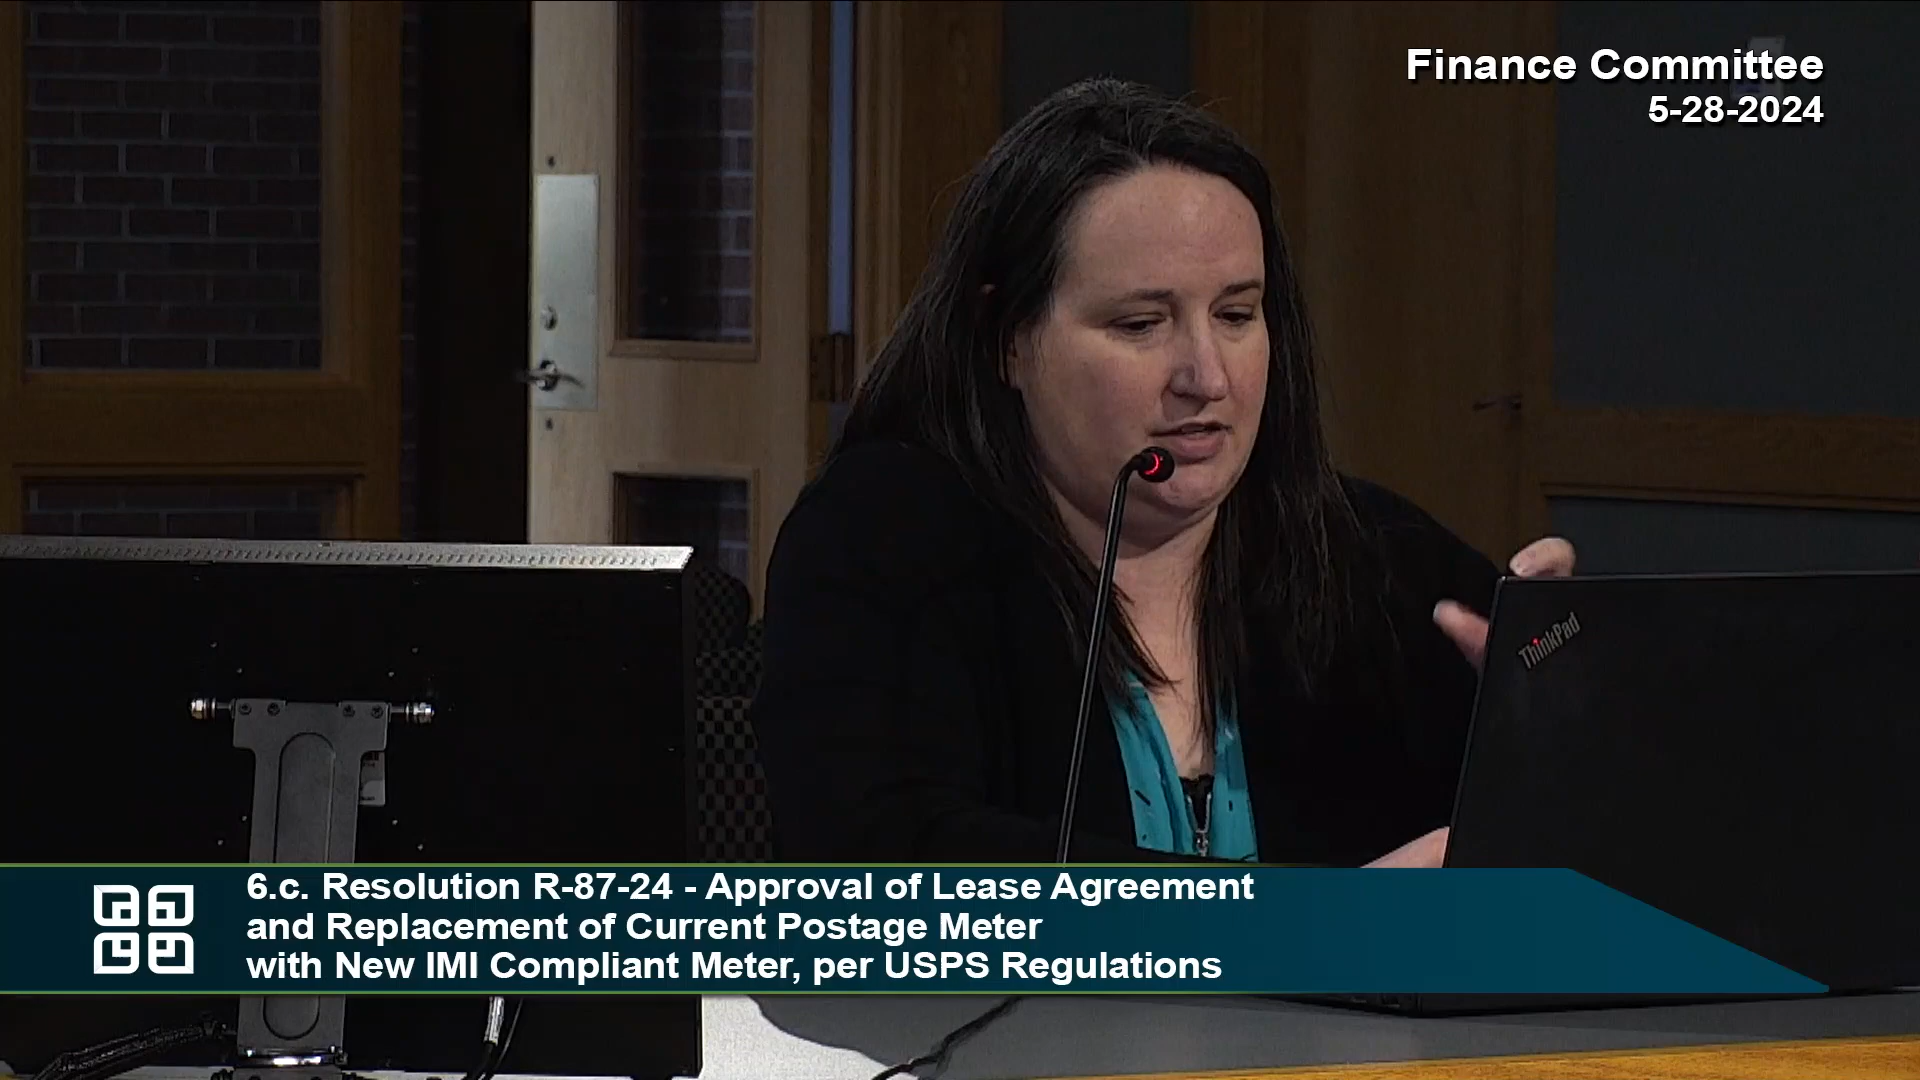 Finance Committee
5-28-2024
ThinkPad
6.c. Resolution R-87-24 - Approval of Lease Agreement
and Replacement of Current Postage Meter
with New IMI Compliant Meter, per USPS Regulations